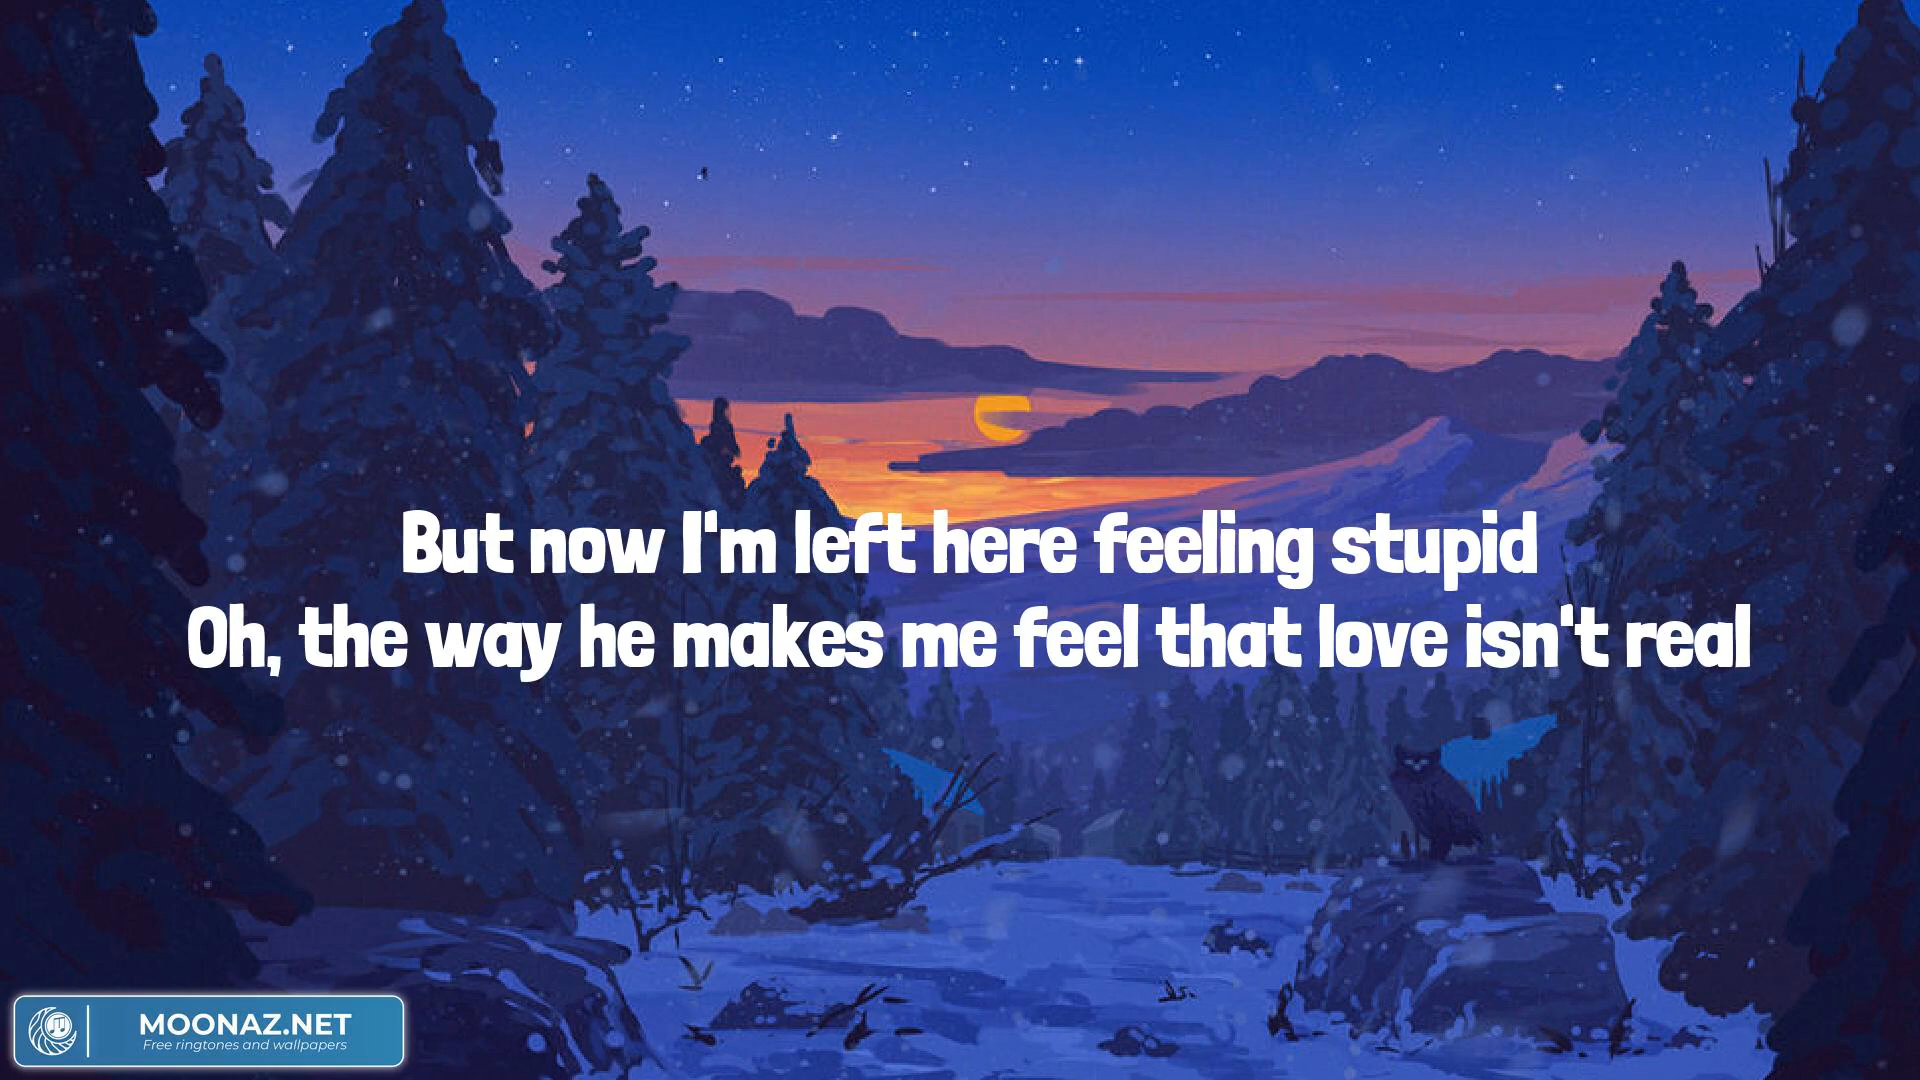 But now I'm left here feeling stupid
Oh, the way he makes me feel that love isn't real
MOONAZ.NET
Free ringtones and wallpapers